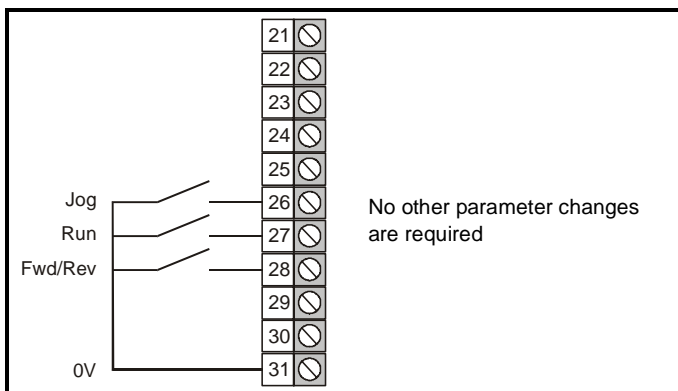 21
22
23
24
25
Jog 26
Run 27
Fwd/Rev 28
29
30
0V 31
No other parameter changes
are required